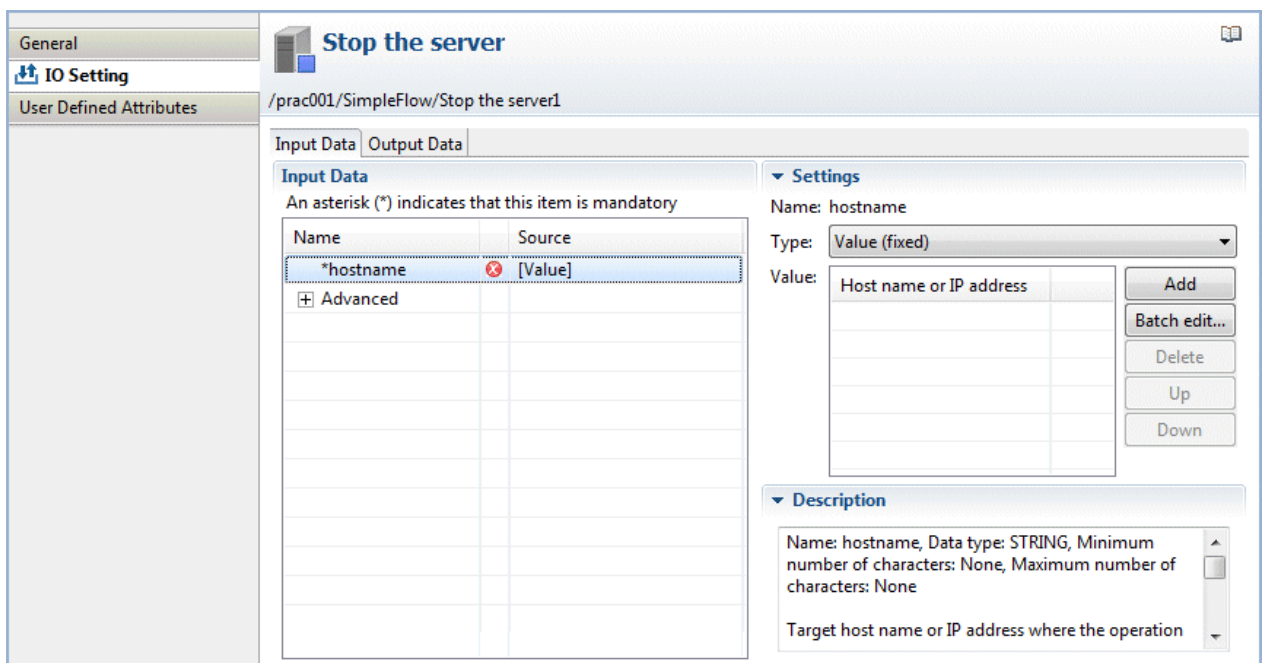 General
IO Setting
User Defined Attributes
Stop the server
/prac001/SimpleFlow/Stop the server1
Input Data Output Data
Input Data
An asterisk (*) indicates that this item is mandatory
Name Source
*hostname [Value]
Advanced
Settings
Name: hostname
Type: Value (fixed)
Value: Host name or IP address
Add
Batch edit...
Delete
Up
Down
Description
Name: hostname, Data type: STRING, Minimum
number of characters: None, Maximum number of
characters: None
Target host name or IP address where the operation